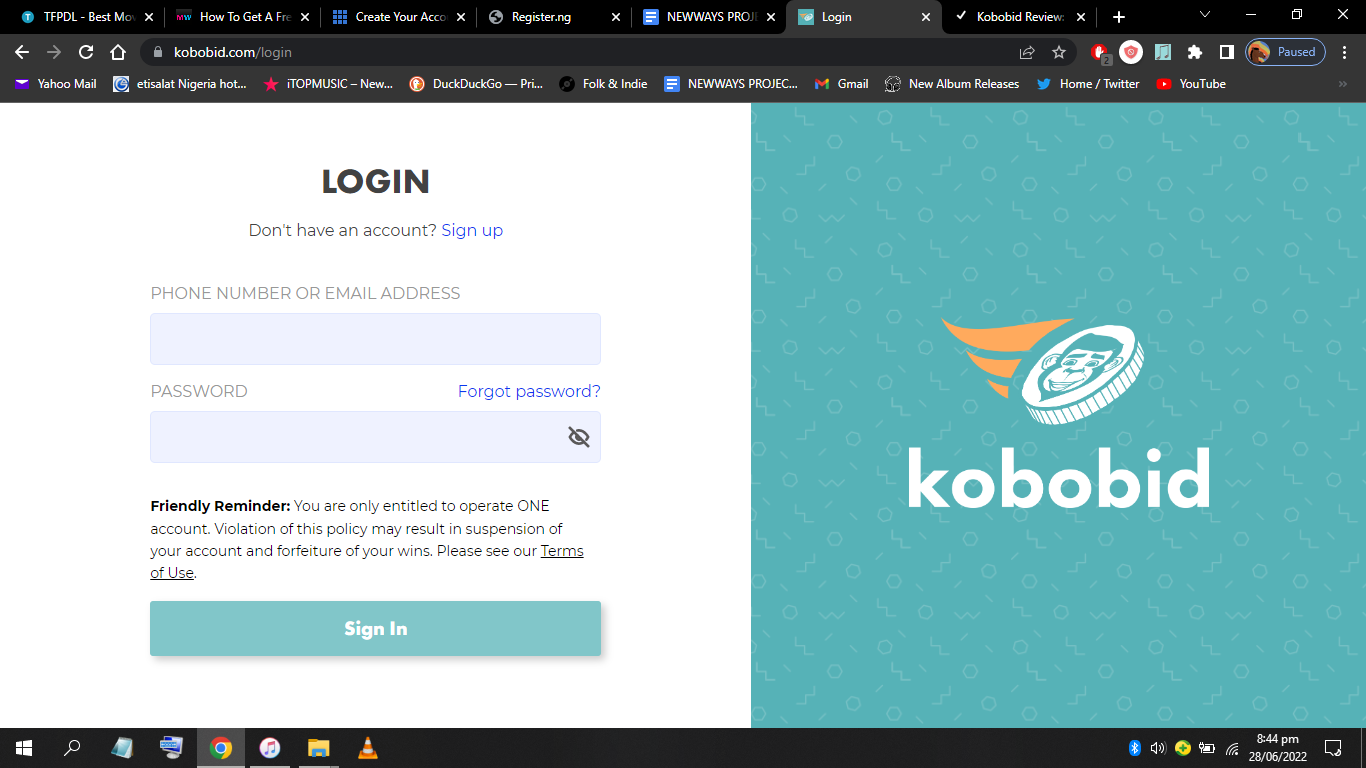 TFPDL - Best Mov
How To Get A Fre
Create Your Acco
Register.ng
NEWWAYS PROJ
Login
Kobobid Review:
kobobid.com/login
2
Paused
Yahoo Mail
etisalat Nigeria hot...
iTOPMUSIC – New...
DuckDuckGo — Pri...
Folk & Indie
NEWWAYS PROJEC...
Gmail
New Album Releases
Home / Twitter
YouTube
»
LOGIN
Don't have an account? Sign up
PHONE NUMBER OR EMAIL ADDRESS
PASSWORD
Forgot password?
Friendly Reminder: You are only entitled to operate ONE
account. Violation of this policy may result in suspension of
your account and forfeiture of your wins. Please see our Terms
of Use.
Sign In
kobobid
8:44 pm
28/06/2022